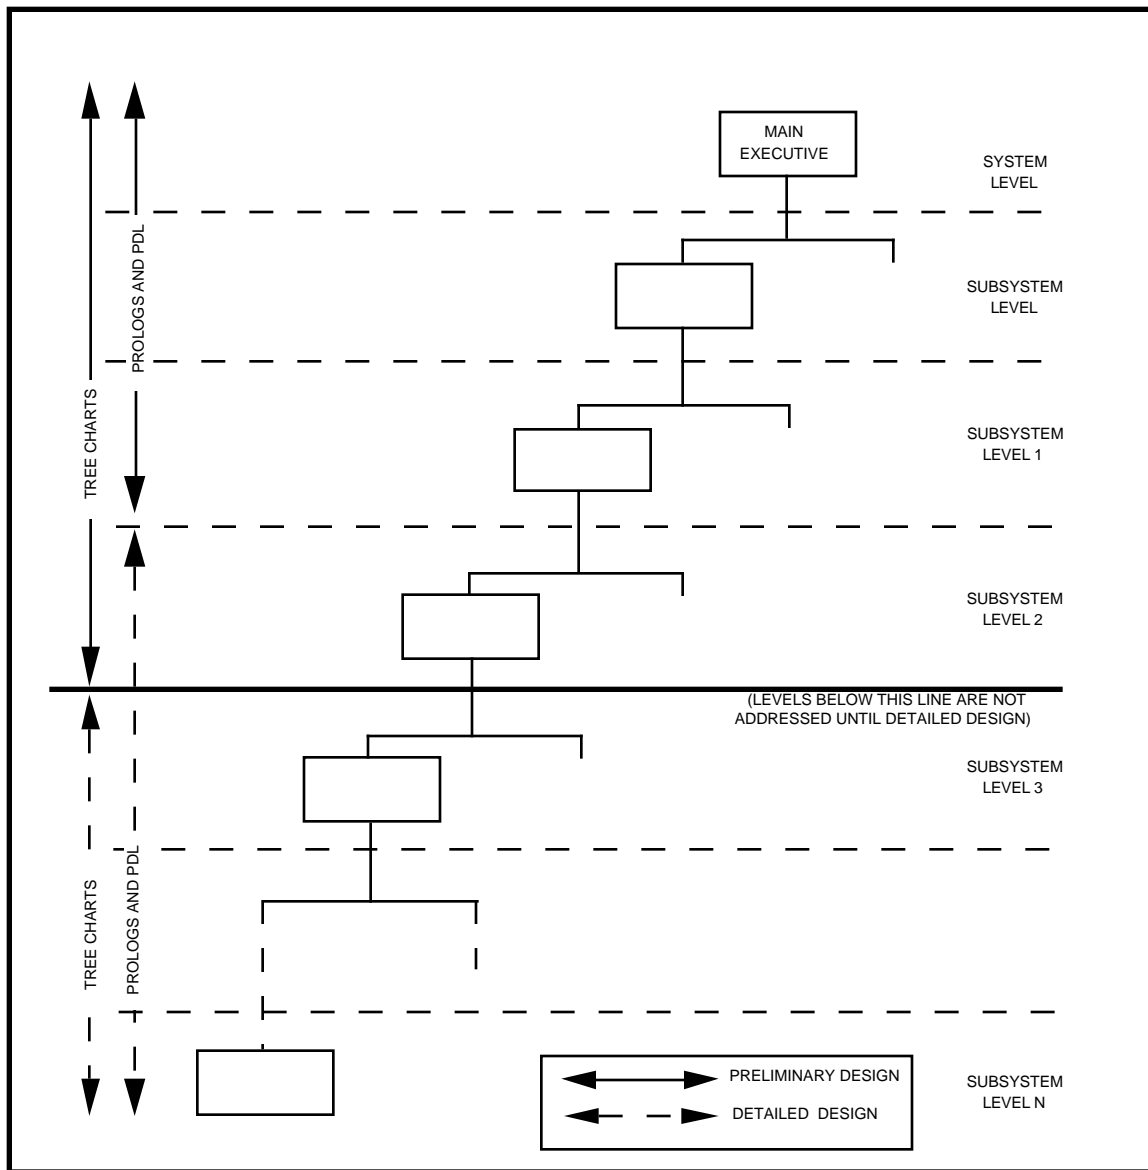 MAIN
EXECUTIVE
SYSTEM
LEVEL
PROLOGS AND PDL
SUBSYSTEM
LEVEL
TREE CHARTS
SUBSYSTEM
LEVEL 1
SUBSYSTEM
LEVEL 2
(LEVELS BELOW THIS LINE ARE NOT
ADDRESSED UNTIL DETAILED DESIGN)
SUBSYSTEM
LEVEL 3
TREE CHARTS
PROLOGS AND PDL
PRELIMINARY DESIGN
DETAILED DESIGN
SUBSYSTEM
LEVEL N